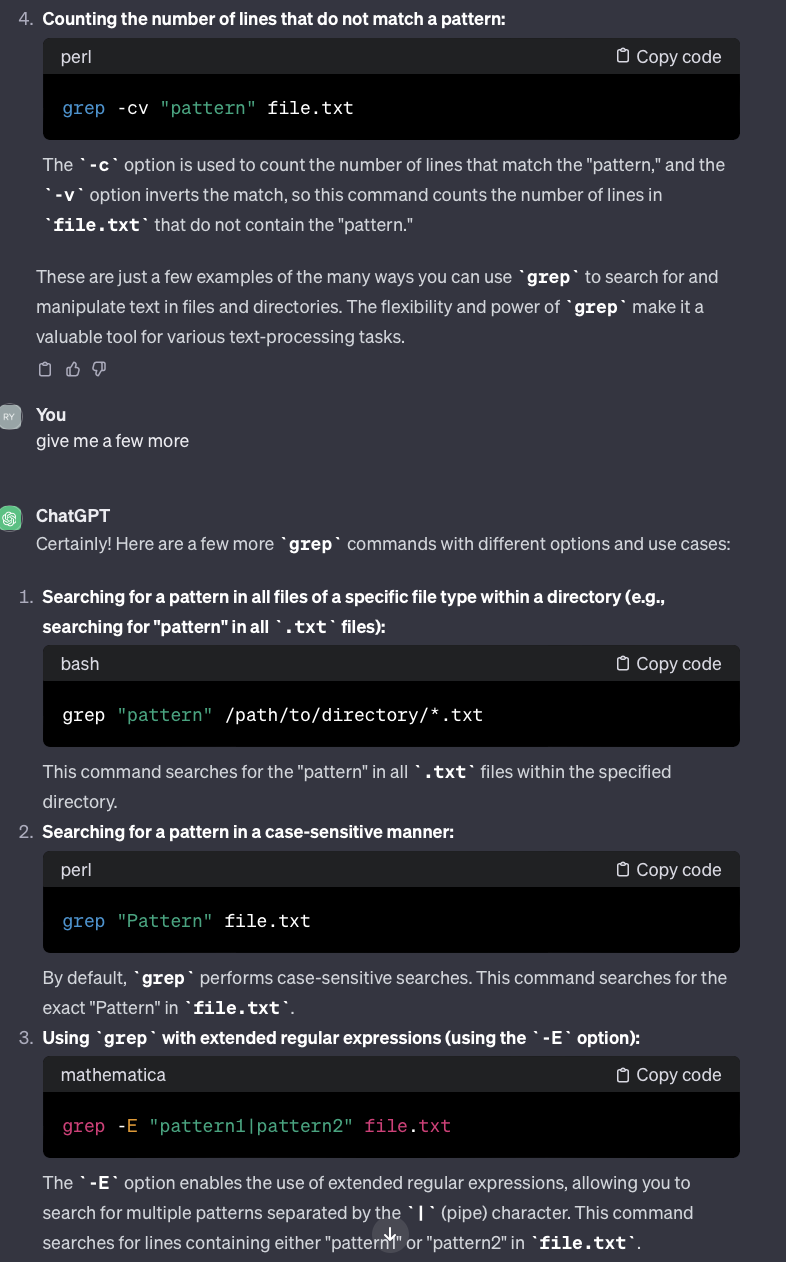 4. Counting the number of lines that do not match a pattern:
perl Copy code
grep -cv "pattern" file.txt
The `-c` option is used to count the number of lines that match the "pattern," and the
`-v` option inverts the match, so this command counts the number of lines in
`file.txt` that do not contain the "pattern."
These are just a few examples of the many ways you can use `grep` to search for and
manipulate text in files and directories. The flexibility and power of `grep` make it a
valuable tool for various text-processing tasks.
RY You
give me a few more
ChatGPT
Certainly! Here are a few more `grep` commands with different options and use cases:
1. Searching for a pattern in all files of a specific file type within a directory (e.g.,
searching for "pattern" in all `.txt` files):
bash Copy code
grep "pattern" /path/to/directory/*.txt
This command searches for the "pattern" in all `.txt` files within the specified
directory.
2. Searching for a pattern in a case-sensitive manner:
perl Copy code
grep "Pattern" file.txt
By default, `grep` performs case-sensitive searches. This command searches for the
exact "Pattern" in `file.txt`.
3. Using `grep` with extended regular expressions (using the `-E` option):
mathematica Copy code
grep -E "pattern1|pattern2" file.txt
The `-E` option enables the use of extended regular expressions, allowing you to
search for multiple patterns separated by the `|` (pipe) character. This command
searches for lines containing either "pattern1" or "pattern2" in `file.txt`.